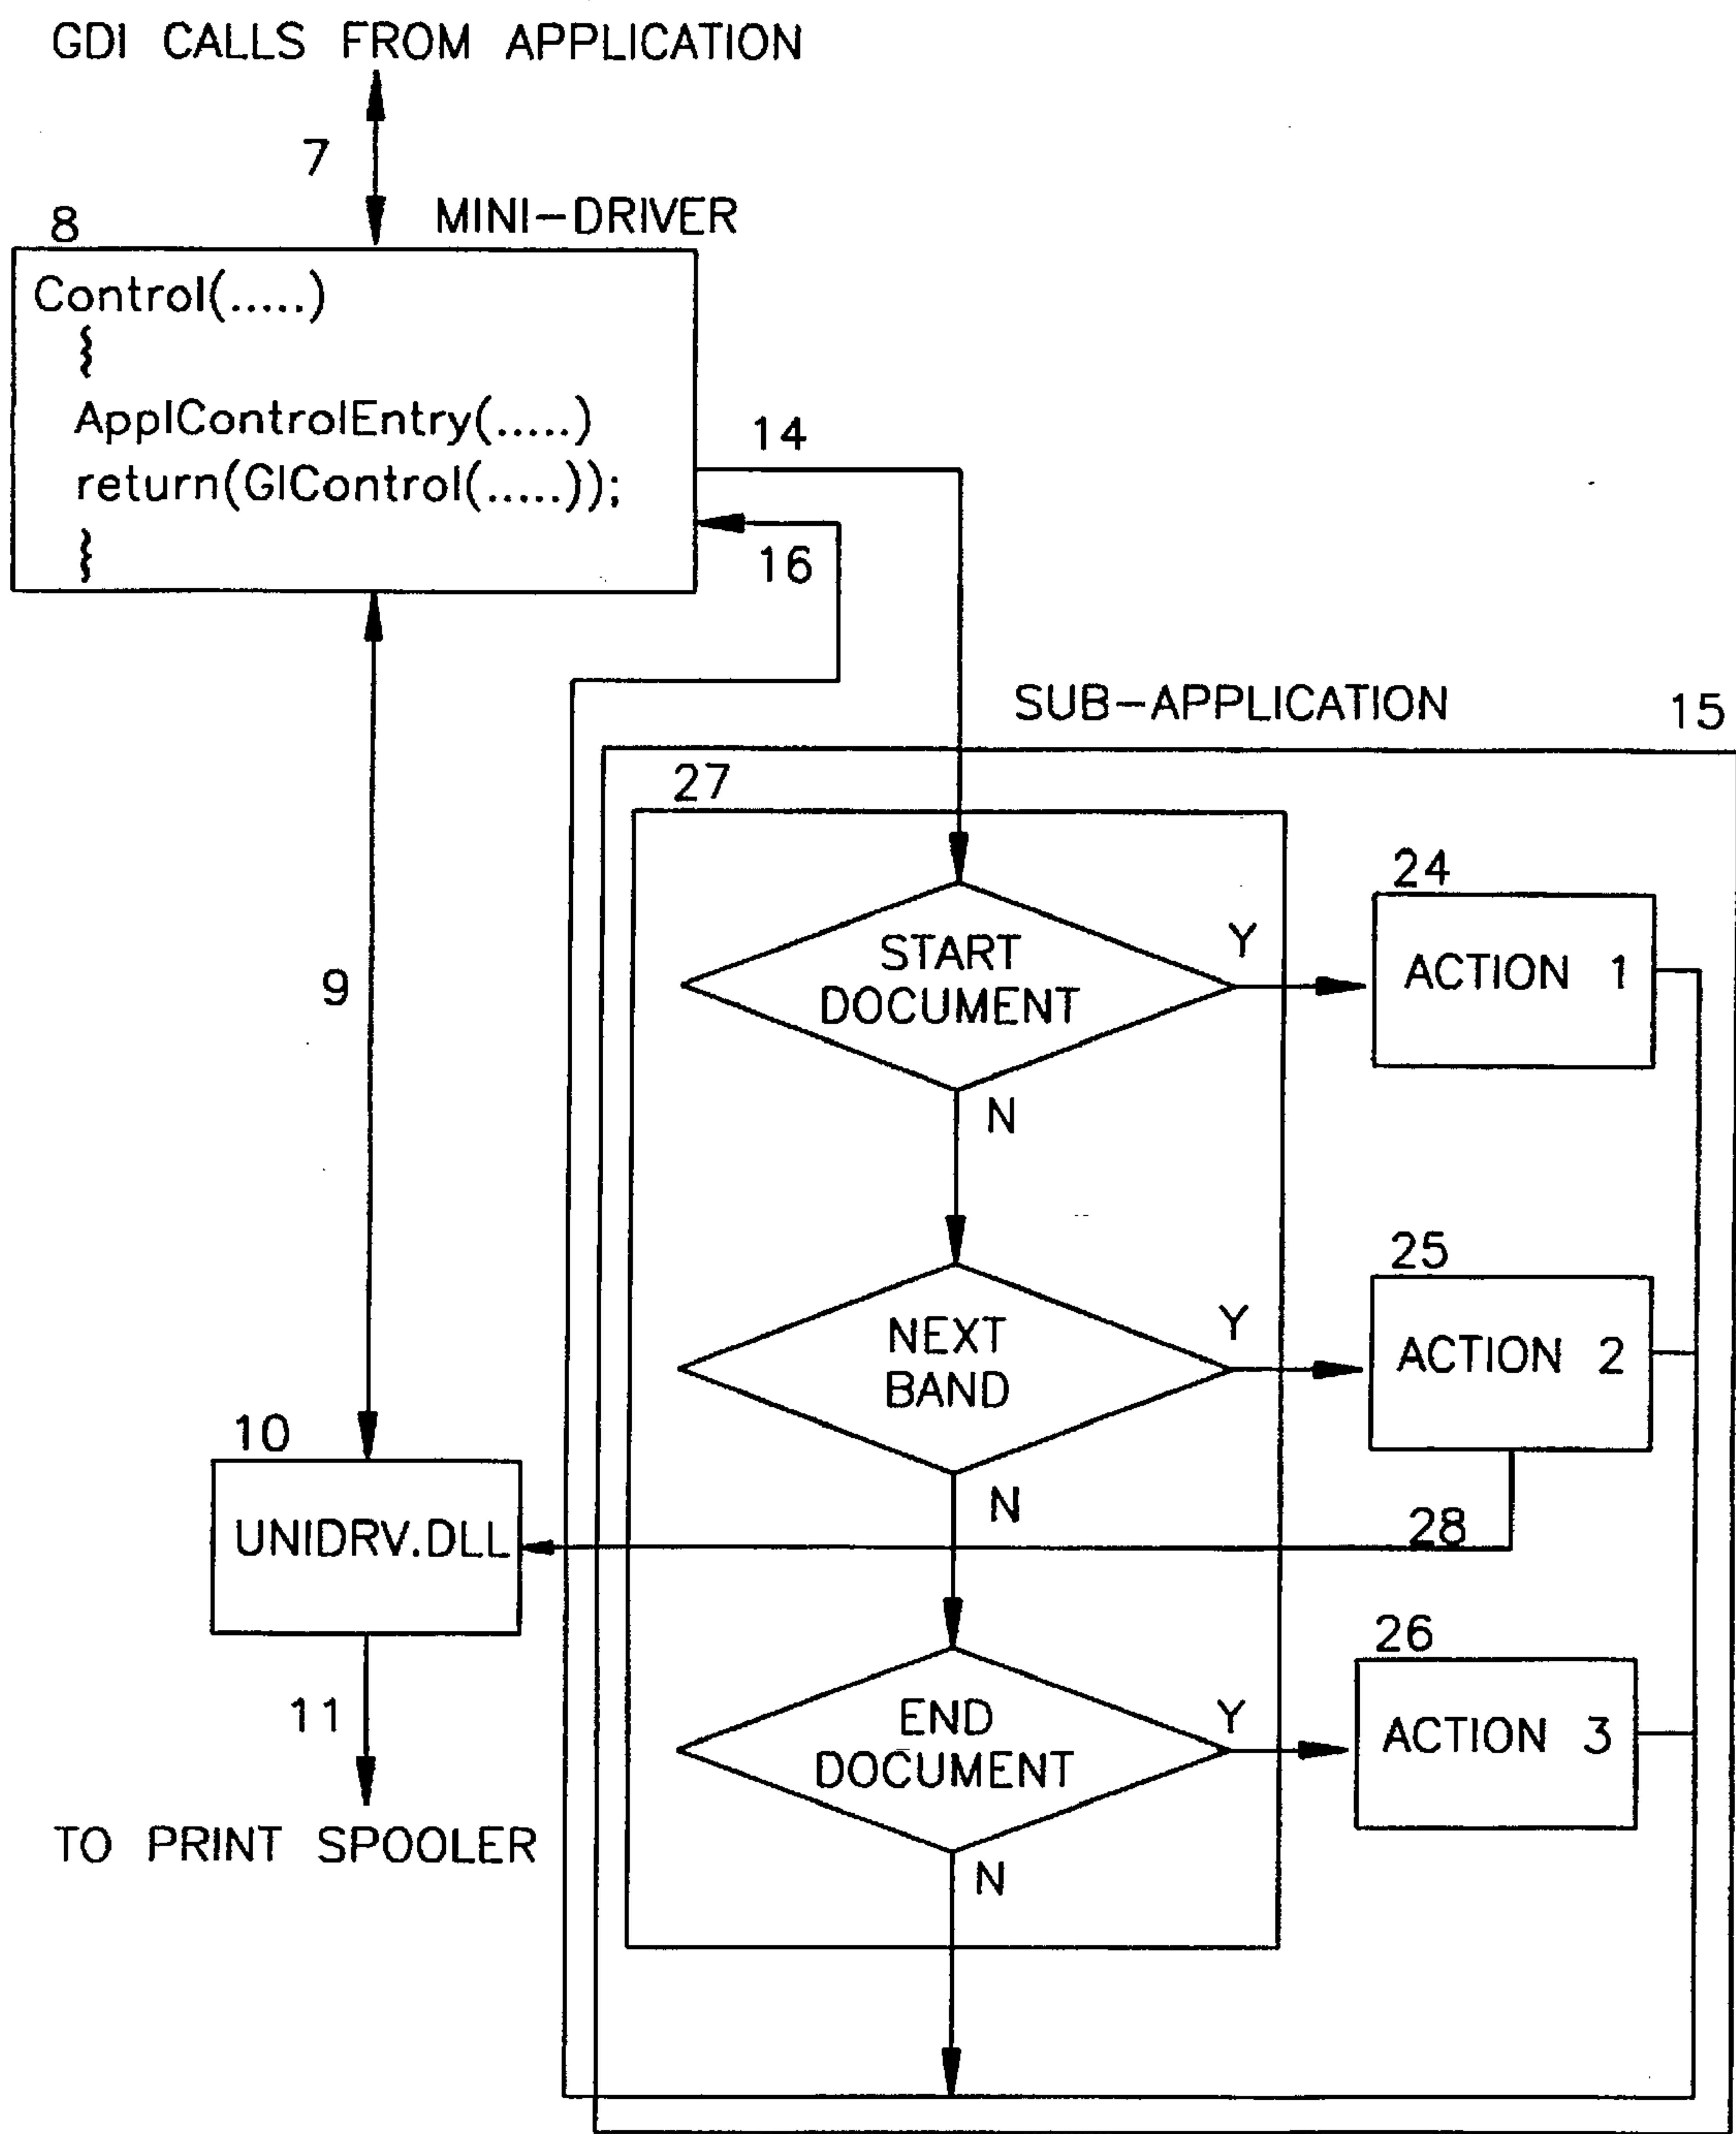 GDI CALLS FROM APPLICATION
7
8
MINI-DRIVER
Control(.....)
{
ApplControlEntry(.....)
return(GlControl(.....));
}
14
16
SUB-APPLICATION
15
27
START
DOCUMENT
Y
24
ACTION 1
N
9
NEXT
BAND
Y
25
ACTION 2
N
28
10
UNIDRV.DLL
END
DOCUMENT
Y
26
ACTION 3
N
11
TO PRINT SPOOLER